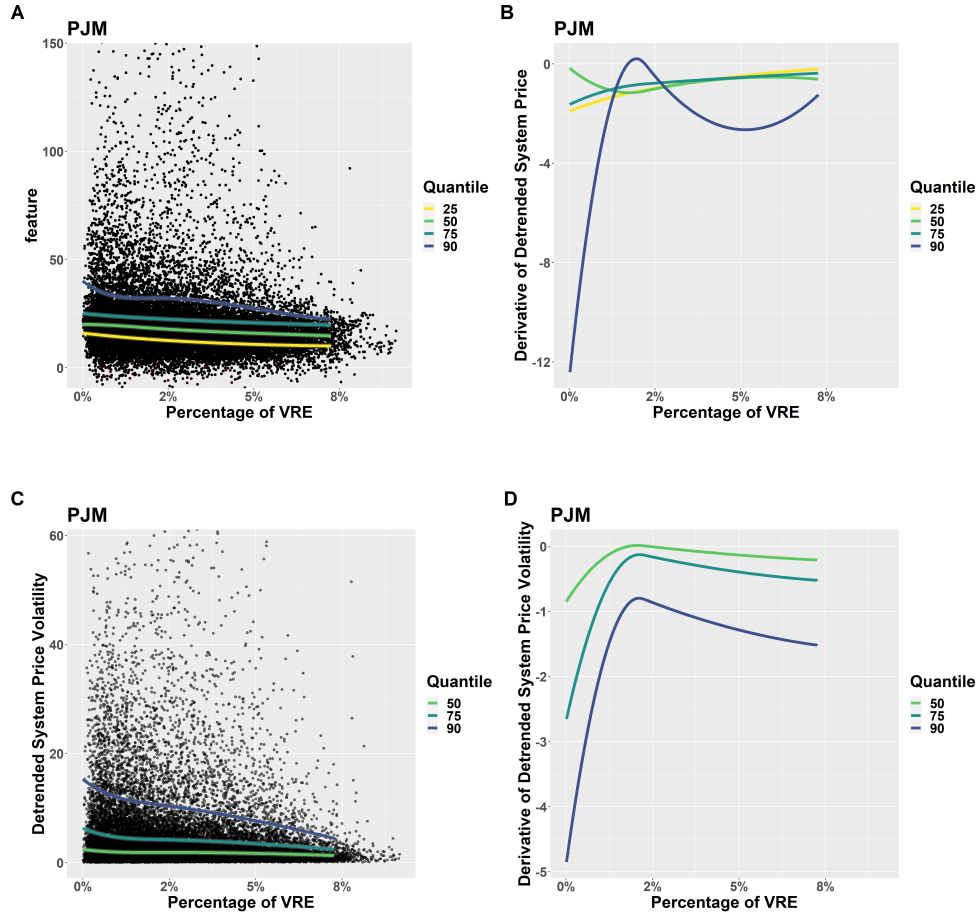 A
PJM
feature
150
100
50
0
0%
2%
5%
8%
Percentage of VRE
Quantile
25
50
75
90
B
PJM
Derivative of Detrended System Price
0
-4
-8
-12
0%
2%
5%
8%
Percentage of VRE
Quantile
25
50
75
90
C
PJM
Detrended System Price Volatility
60
40
20
0
0%
2%
5%
8%
Percentage of VRE
Quantile
50
75
90
D
PJM
Derivative of Detrended System Price Volatility
0
-1
-2
-3
-4
-5
0%
2%
5%
8%
Percentage of VRE
Quantile
50
75
90